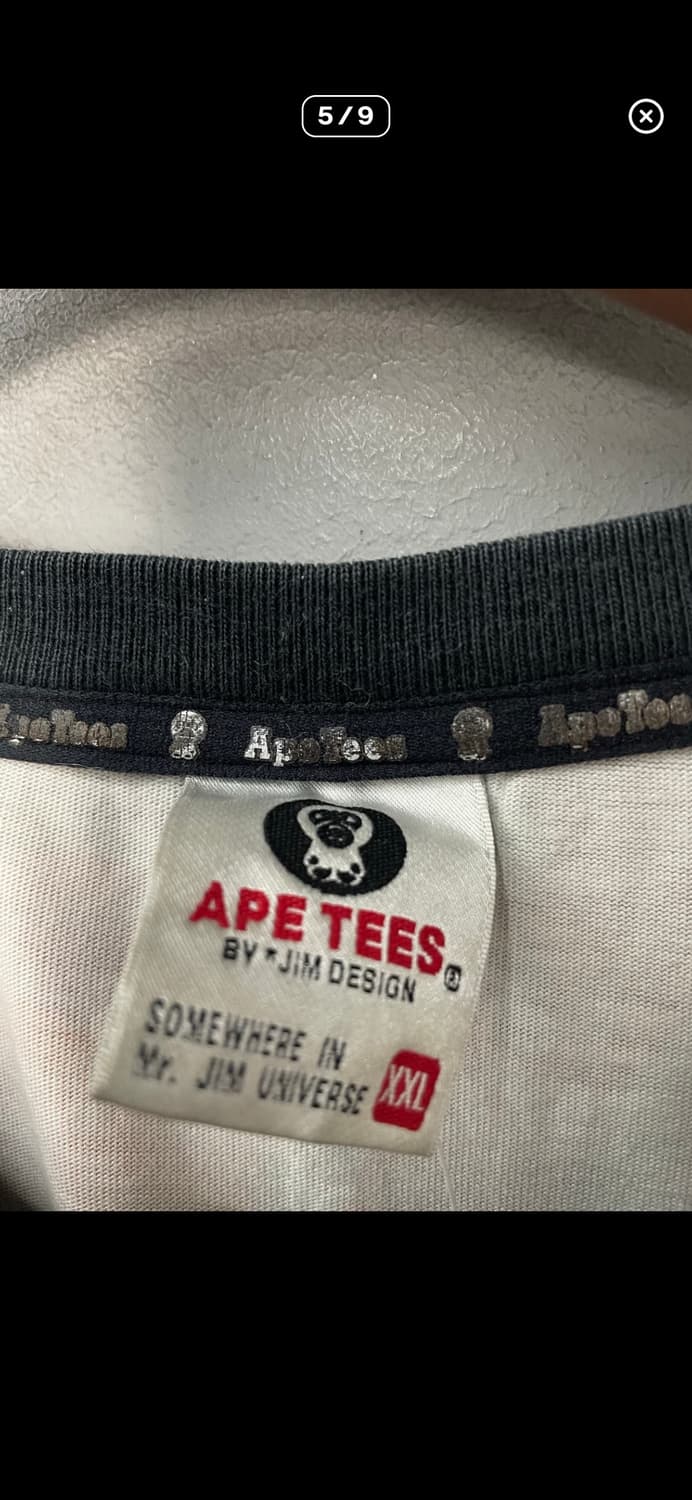 5/9
ApeTees ApeTees ApeTees
APE TEES
BY *JIM DESIGN
SOMEWHERE IN
Mr. JIM UNIVERSE XXL